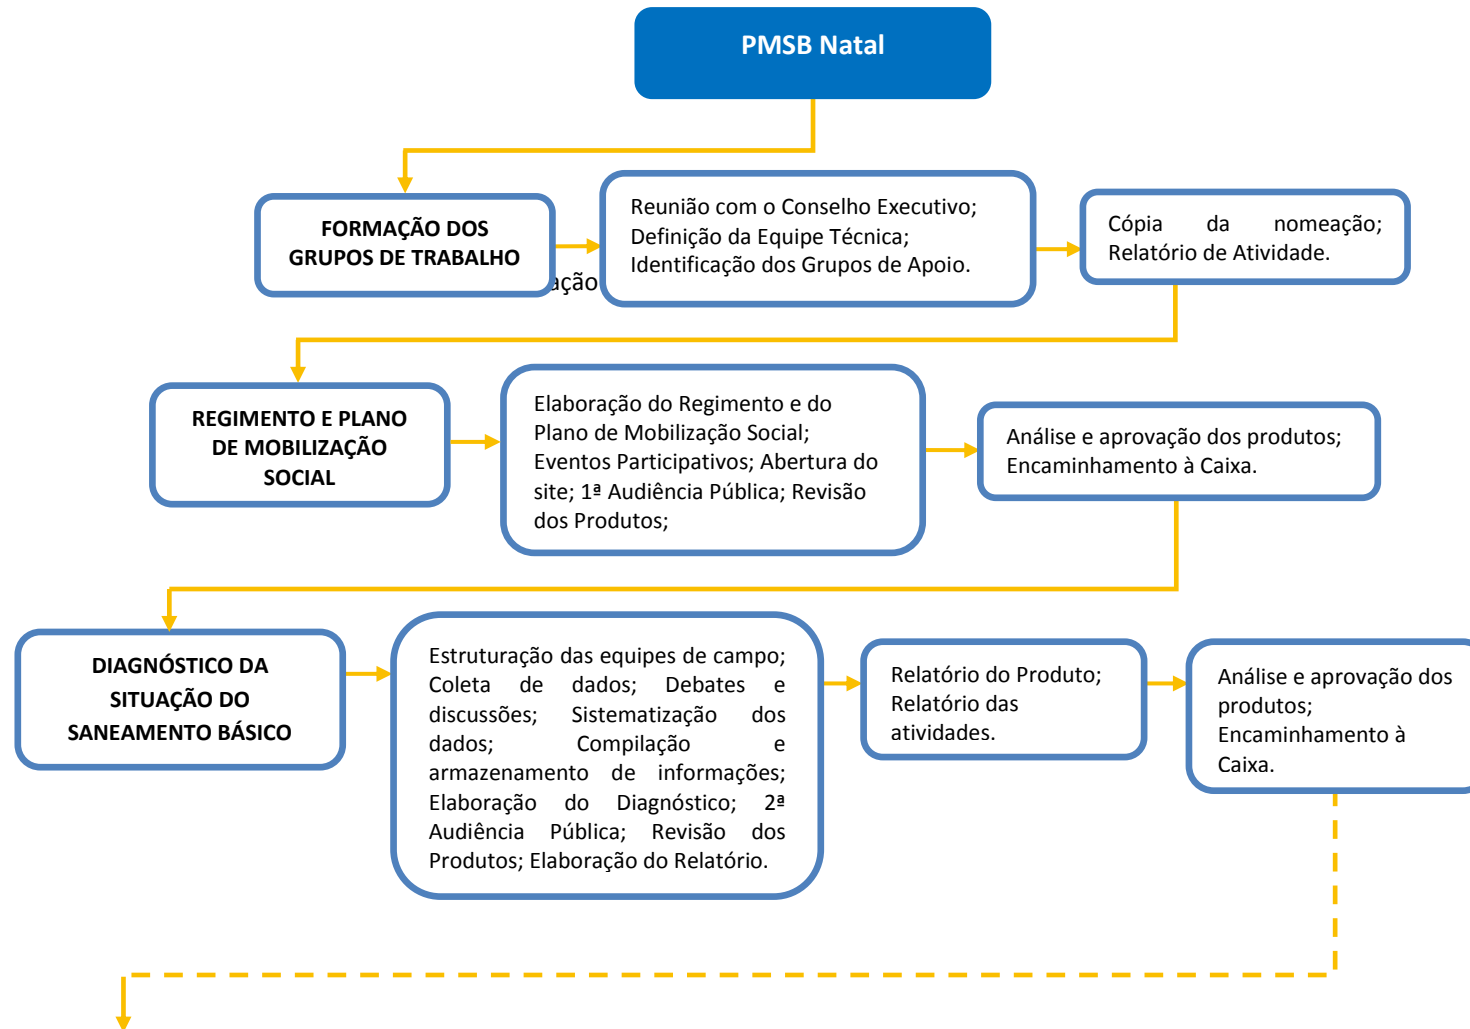 PMSB Natal
FORMAÇÃO DOS
GRUPOS DE TRABALHO
Reunião com o Conselho Executivo;
Definição da Equipe Técnica;
Identificação dos Grupos de Apoio.
Cópia da nomeação;
Relatório de Atividade.
ação
REGIMENTO E PLANO
DE MOBILIZAÇÃO
SOCIAL
Elaboração do Regimento e do
Plano de Mobilização Social;
Eventos Participativos; Abertura do
site; 1ª Audiência Pública; Revisão
dos Produtos;
Análise e aprovação dos produtos;
Encaminhamento à Caixa.
DIAGNÓSTICO DA
SITUAÇÃO DO
SANEAMENTO BÁSICO
Estruturação das equipes de campo;
Coleta de dados; Debates e
discussões; Sistematização dos
dados; Compilação e
armazenamento de informações;
Elaboração do Diagnóstico; 2ª
Audiência Pública; Revisão dos
Produtos; Elaboração do Relatório.
Relatório do Produto;
Relatório das
atividades.
Análise e aprovação dos
produtos;
Encaminhamento à
Caixa.